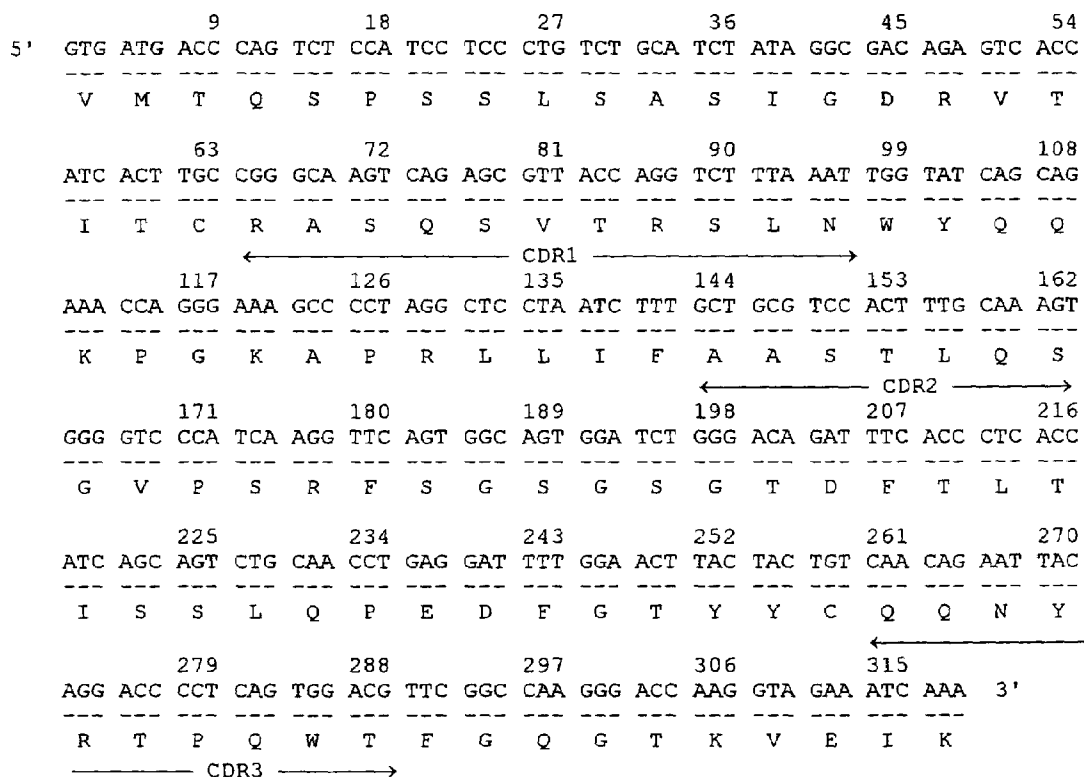 9 18 27 36 45 54
5' GTG ATG ACC CAG TCT CCA TCC TCC CTG TCT GCA TCT ATA GGC GAC AGA GTC ACC
--- --- --- --- --- --- --- --- --- --- --- --- --- --- --- --- --- ---
V M T Q S P S S L S A S I G D R V T
63 72 81 90 99 108
ATC ACT TGC CGG GCA AGT CAG AGC GTT ACC AGG TCT TTA AAT TGG TAT CAG CAG
--- --- --- --- --- --- --- --- --- --- --- --- --- --- --- --- --- ---
I T C R A S Q S V T R S L N W Y Q Q
CDR1
117 126 135 144 153 162
AAA CCA GGG AAA GCC CCT AGG CTC CTA ATC TTT GCT GCG TCC ACT TTG CAA AGT
--- --- --- --- --- --- --- --- --- --- --- --- --- --- --- --- --- ---
K P G K A P R L L I F A A S T L Q S
CDR2
171 180 189 198 207 216
GGG GTC CCA TCA AGG TTC AGT GGC AGT GGA TCT GGG ACA GAT TTC ACC CTC ACC
--- --- --- --- --- --- --- --- --- --- --- --- --- --- --- --- --- ---
G V P S R F S G S G S G T D F T L T
225 234 243 252 261 270
ATC AGC AGT CTG CAA CCT GAG GAT TTT GGA ACT TAC TAC TGT CAA CAG AAT TAC
--- --- --- --- --- --- --- --- --- --- --- --- --- --- --- --- --- ---
I S S L Q P E D F G T Y Y C Q Q N Y
279 288 297 306 315
AGG ACC CCT CAG TGG ACG TTC GGC CAA GGG ACC AAG GTA GAA ATC AAA 3'
--- --- --- --- --- --- --- --- --- --- --- --- --- --- --- ---
R T P Q W T F G Q G T K V E I K
CDR3